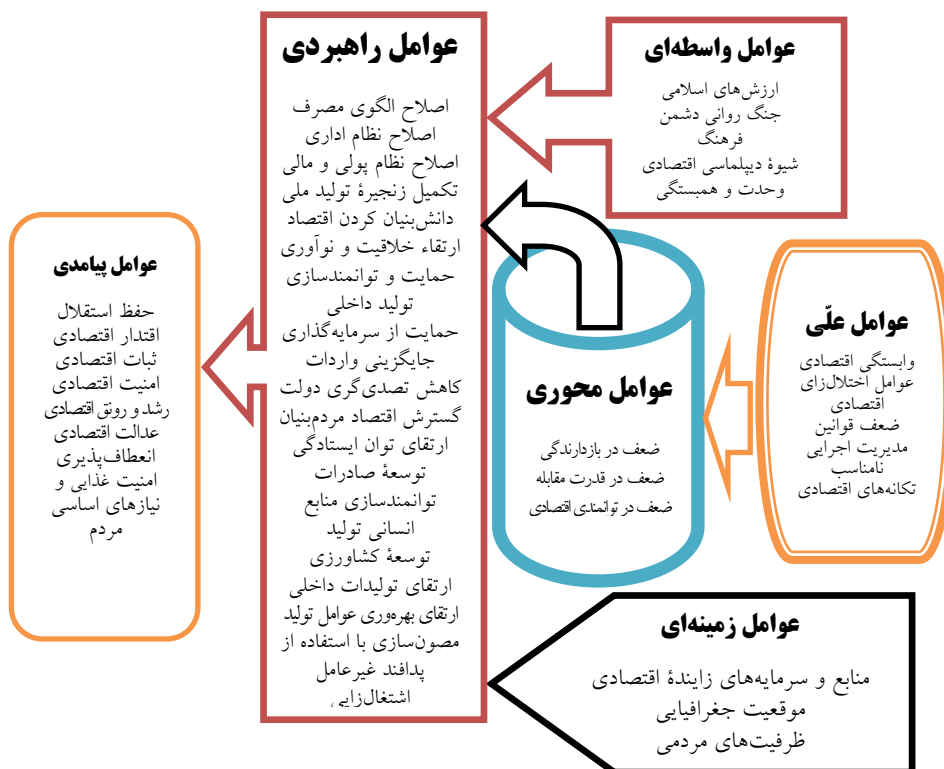 عوامل واسطه‌ای
ارزش‌های اسلامی
جنگ روانی دشمن
فرهنگ
شیوهٔ دیپلماسی اقتصادی
وحدت و همبستگی
عوامل علّی
وابستگی اقتصادی
عوامل اختلال‌زای
اقتصادی
ضعف قوانین
مدیریت اجرایی
نامناسب
تکانه‌های اقتصادی
عوامل محوری
ضعف در بازدارندگی
ضعف در قدرت مقابله
ضعف در توانمندی اقتصادی
عوامل زمینه‌ای
منابع و سرمایه‌های زایندهٔ اقتصادی
موقعیت جغرافیایی
ظرفیت‌های مردمی
عوامل راهبردی
اصلاح الگوی مصرف
اصلاح نظام اداری
اصلاح نظام پولی و مالی
تکمیل زنجیرهٔ تولید ملی
دانش‌بنیان کردن اقتصاد
ارتقاء خلاقیت و نوآوری
حمایت و توانمندسازی
تولید داخلی
حمایت از سرمایه‌گذاری
جایگزینی واردات
کاهش تصدی‌گری دولت
گسترش اقتصاد مردم‌بنیان
ارتقای توان ایستادگی
توسعهٔ صادرات
توانمندسازی منابع
انسانی تولید
توسعهٔ کشاورزی
ارتقای تولیدات داخلی
ارتقای بهره‌وری عوامل تولید
مصون‌سازی با استفاده از
پدافند غیرعامل
اشتغال‌زایی
عوامل پیامدی
حفظ استقلال
اقتدار اقتصادی
ثبات اقتصادی
امنیت اقتصادی
رشد و رونق اقتصادی
عدالت اقتصادی
انعطاف‌پذیری
امنیت غذایی و
نیازهای اساسی
مردم